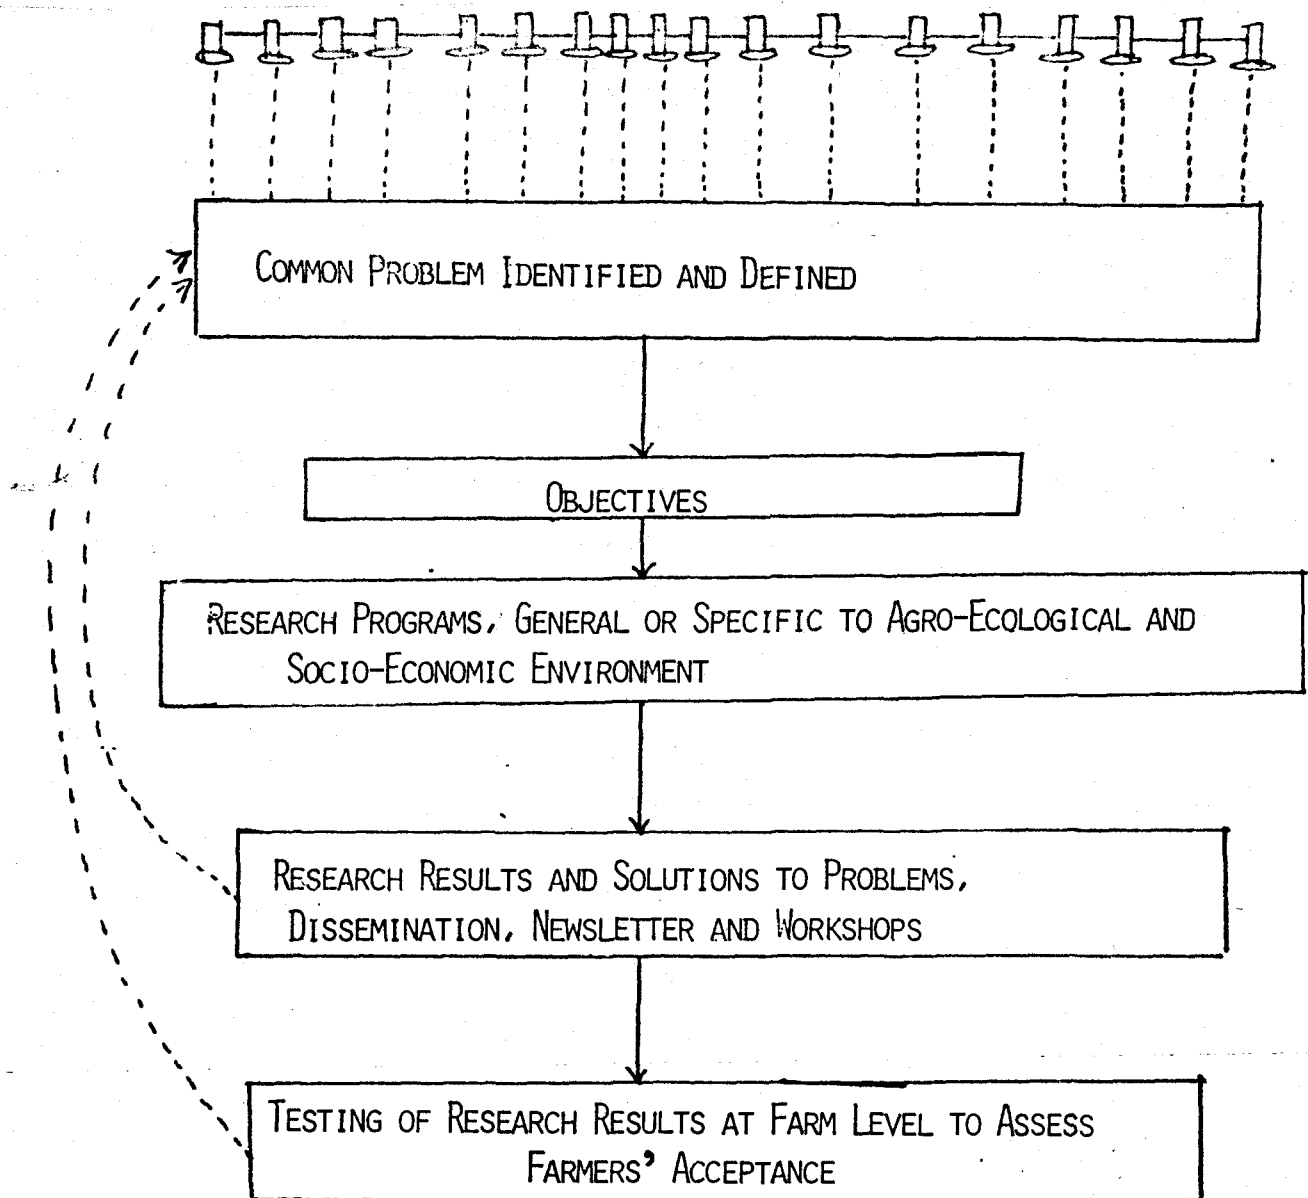 COMMON PROBLEM IDENTIFIED AND DEFINED
OBJECTIVES
RESEARCH PROGRAMS, GENERAL OR SPECIFIC TO AGRO-ECOLOGICAL AND
SOCIO-ECONOMIC ENVIRONMENT
RESEARCH RESULTS AND SOLUTIONS TO PROBLEMS,
DISSEMINATION, NEWSLETTER AND WORKSHOPS
TESTING OF RESEARCH RESULTS AT FARM LEVEL TO ASSESS
FARMERS' ACCEPTANCE